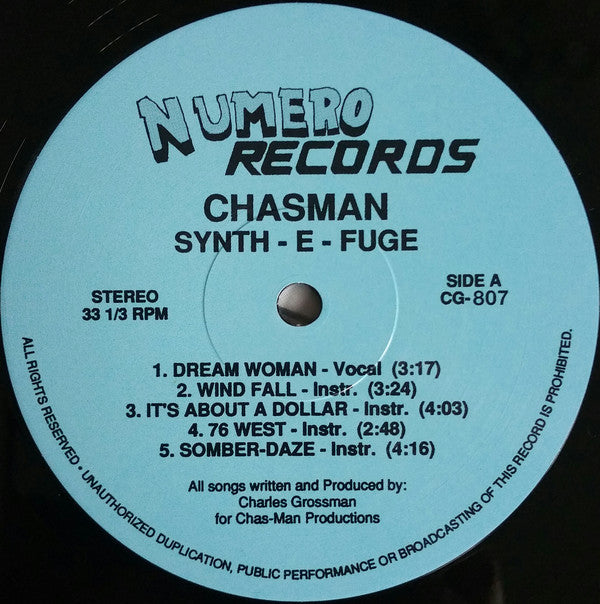 NUMERO
RECORDS
CHASMAN
SYNTH - E - FUGE
STEREO
33 1/3 RPM
SIDE A
CG-807
1. DREAM WOMAN - Vocal (3:17)
2. WIND FALL - Instr. (3:24)
3. IT'S ABOUT A DOLLAR - Instr. (4:03)
4. 76 WEST - Instr. (2:48)
5. SOMBER-DAZE - Instr. (4:16)
All songs written and Produced by:
Charles Grossman
for Chas-Man Productions
ALL RIGHTS RESERVED • UNAUTHORIZED DUPLICATION, PUBLIC PERFORMANCE OR BROADCASTING OF THIS RECORD IS PROHIBITED.